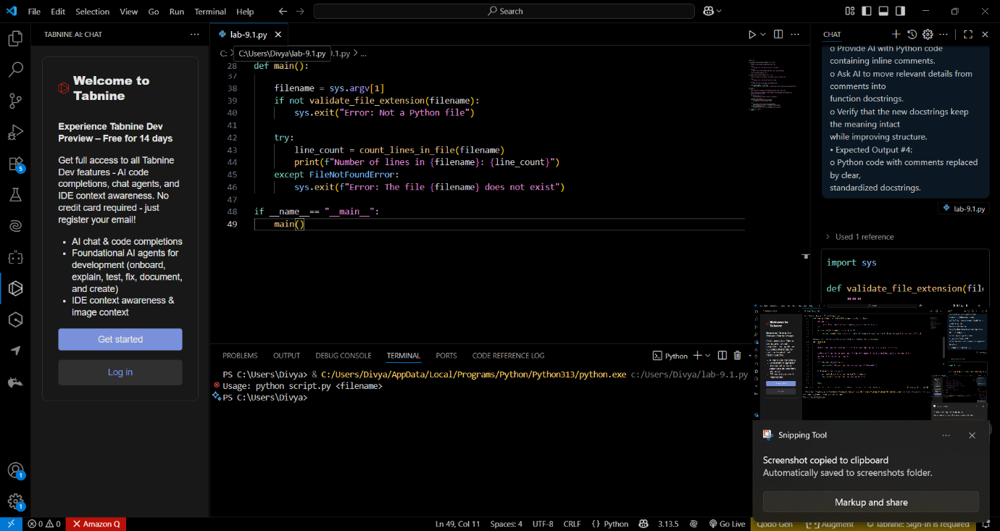 File Edit Selection View Go Run Terminal Help
Search
TABNINE AI: CHAT
Welcome to
Tabnine
Experience Tabnine Dev
Preview – Free for 14 days
Get full access to all Tabnine
Dev features - AI code
completions, chat agents, and
IDE context awareness. No
credit card required - just
register your email!
• AI chat & code completions
• Foundational AI agents for
development (onboard,
explain, test, fix, document,
and create)
• IDE context awareness &
image context
Get started
Log in
5
1
1
lab-9.1.py
C: > C:\Users\Divya\lab-9.1.py 9.1.py > ...
28 def main():
37
38 filename = sys.argv[1]
39 if not validate_file_extension(filename):
40 sys.exit("Error: Not a Python file")
41
42 try:
43 line_count = count_lines_in_file(filename)
44 print(f"Number of lines in {filename}: {line_count}")
45 except FileNotFoundError:
46 sys.exit(f"Error: The file {filename} does not exist")
47
48 if __name__== "__main__":
49 main()
PROBLEMS OUTPUT DEBUG CONSOLE TERMINAL PORTS CODE REFERENCE LOG
Python
PS C:\Users\Divya> & C:/Users/Divya/AppData/Local/Programs/Python/Python313/python.exe c:/Users/Divya/lab-9.1.py
Usage: python script.py <filename>
PS C:\Users\Divya>
CHAT
o Provide AI with Python code
containing inline comments.
o Ask AI to move relevant details from
comments into
function docstrings.
o Verify that the new docstrings keep
the meaning intact
while improving structure.
• Expected Output #4:
o Python code with comments replaced
by clear,
standardized docstrings.
lab-9.1.py
Used 1 reference
import sys
def validate_file_extension(file
"""
Welcome to
Tabnine
Snipping Tool
Screenshot copied to clipboard
Automatically saved to screenshots folder.
Markup and share
0 0 Amazon Q
Ln 49, Col 11 Spaces: 4 UTF-8 CRLF {} Python 3.13.5 Go Live Qodo Gen Augment Tabnine: Sign-in is required